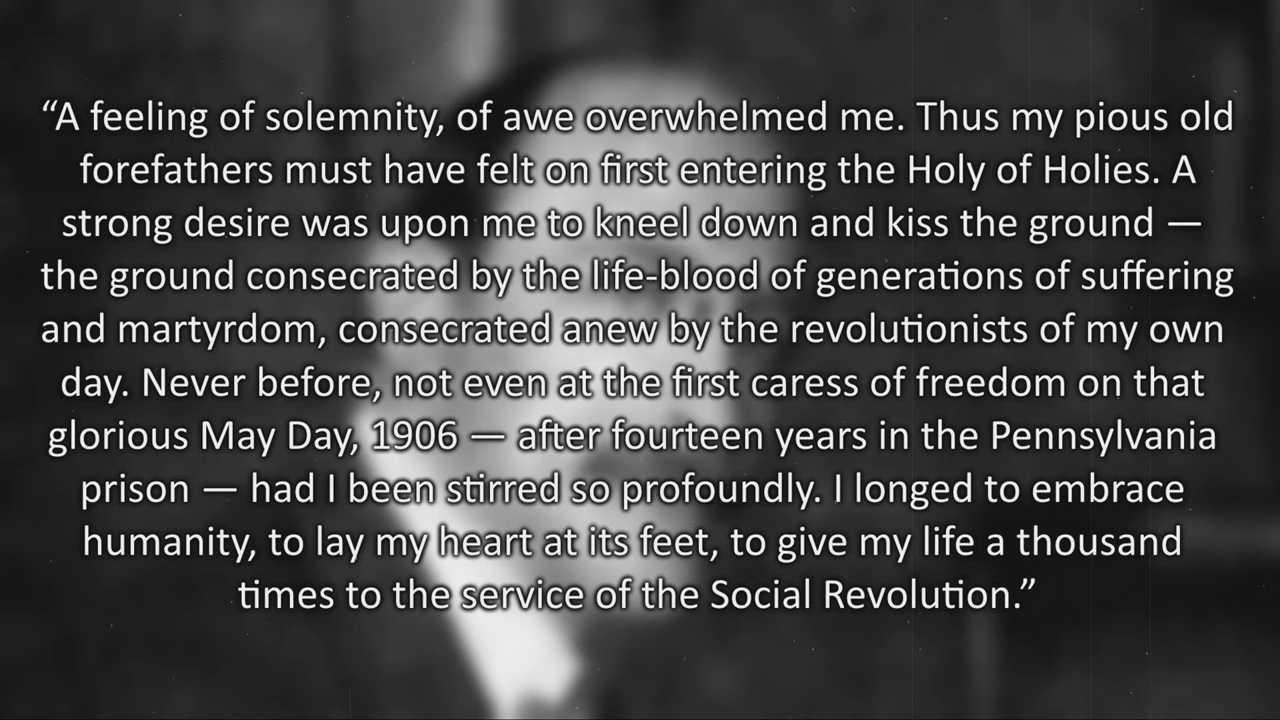 “A feeling of solemnity, of awe overwhelmed me. Thus my pious old
forefathers must have felt on first entering the Holy of Holies. A
strong desire was upon me to kneel down and kiss the ground —
the ground consecrated by the life-blood of generations of suffering
and martyrdom, consecrated anew by the revolutionists of my own
day. Never before, not even at the first caress of freedom on that
glorious May Day, 1906 — after fourteen years in the Pennsylvania
prison — had I been stirred so profoundly. I longed to embrace
humanity, to lay my heart at its feet, to give my life a thousand
times to the service of the Social Revolution.”